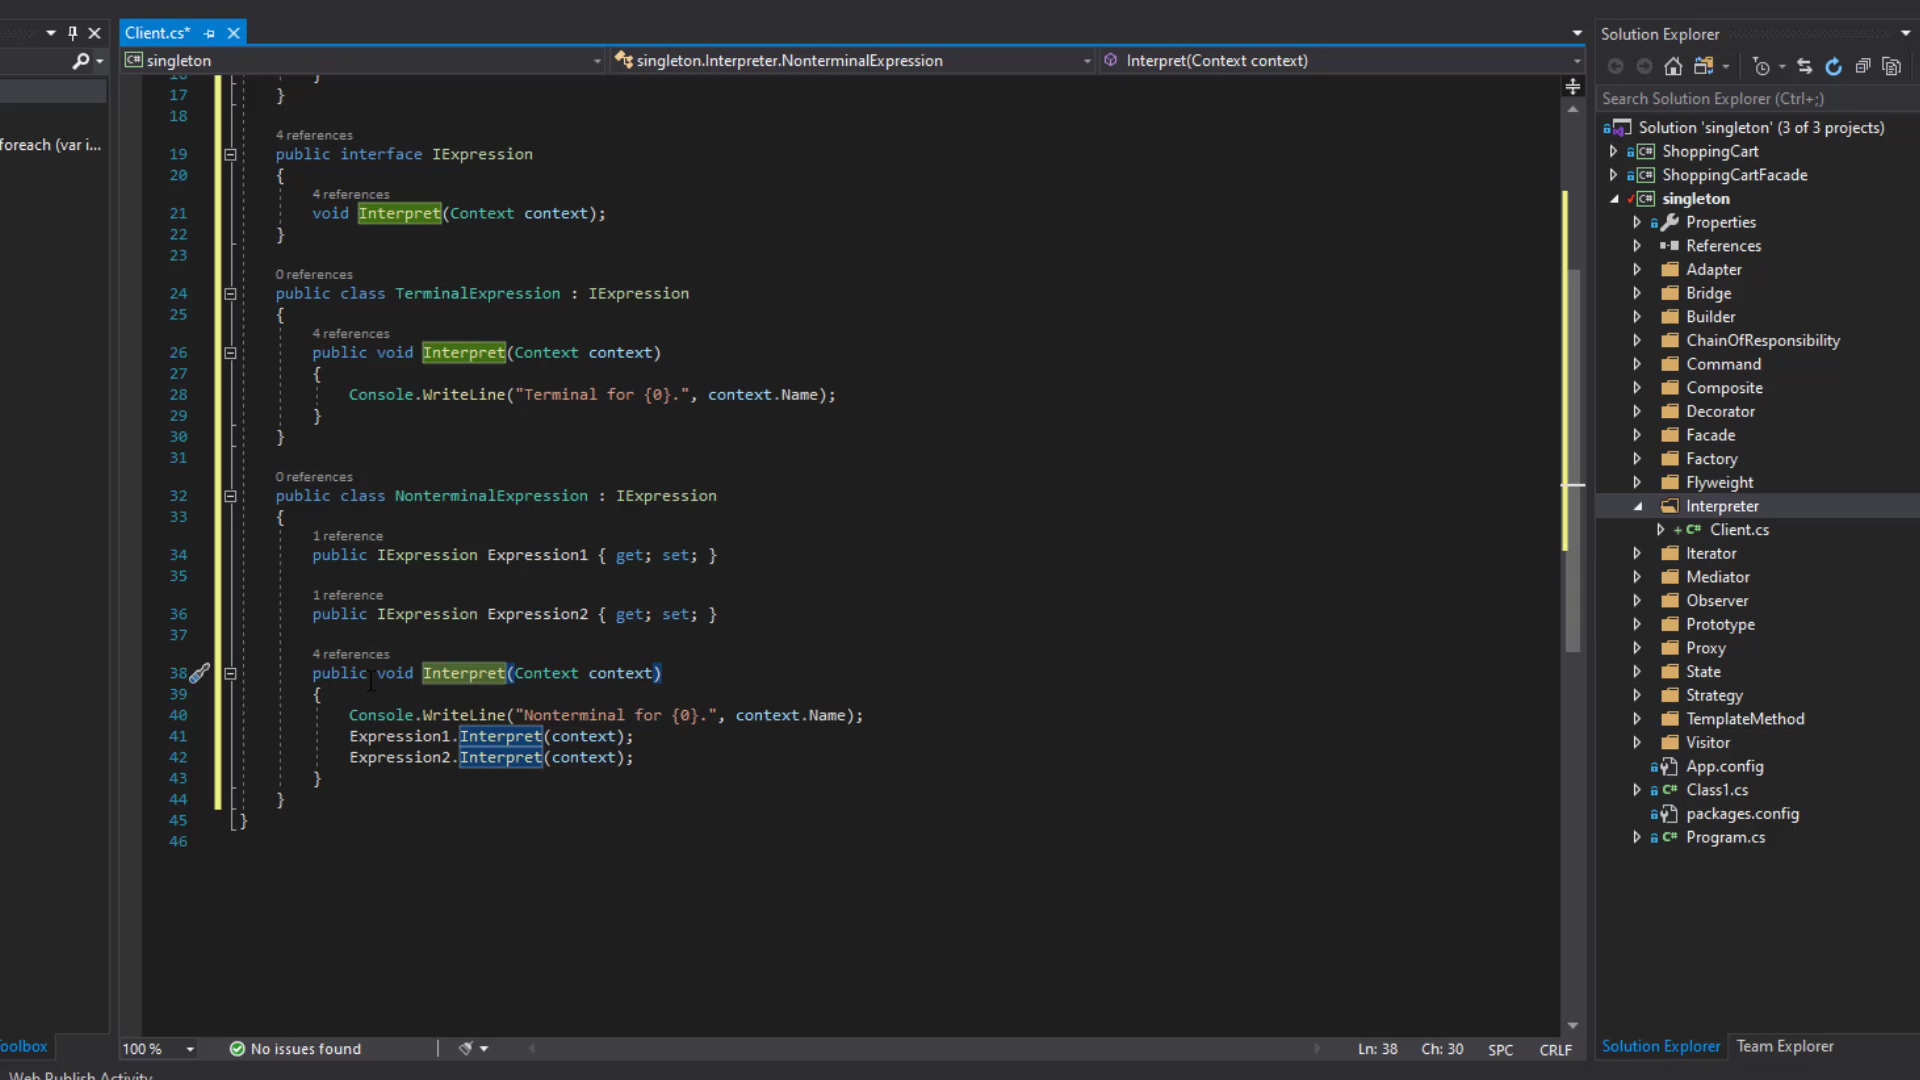 Client.cs*
singleton
singleton.Interpreter.NonterminalExpression
Interpret(Context context)
foreach (var i...
17 }
18
4 references
19 public interface IExpression
20 {
4 references
21 void Interpret(Context context);
22 }
23
0 references
24 public class TerminalExpression : IExpression
25 {
4 references
26 public void Interpret(Context context)
27 {
28 Console.WriteLine("Terminal for {0}.", context.Name);
29 }
30 }
31
0 references
32 public class NonterminalExpression : IExpression
33 {
1 reference
34 public IExpression Expression1 { get; set; }
35
1 reference
36 public IExpression Expression2 { get; set; }
37
4 references
38 public void Interpret(Context context)
39 {
40 Console.WriteLine("Nonterminal for {0}.", context.Name);
41 Expression1.Interpret(context);
42 Expression2.Interpret(context);
43 }
44 }
45 }
46
100 %
No issues found
Ln: 38 Ch: 30 SPC CRLF
Solution Explorer
Search Solution Explorer (Ctrl+;)
Solution 'singleton' (3 of 3 projects)
C# ShoppingCart
C# ShoppingCartFacade
C# singleton
Properties
References
Adapter
Bridge
Builder
ChainOfResponsibility
Command
Composite
Decorator
Facade
Factory
Flyweight
Interpreter
+ C# Client.cs
Iterator
Mediator
Observer
Prototype
Proxy
State
Strategy
TemplateMethod
Visitor
App.config
C# Class1.cs
packages.config
C# Program.cs
Solution Explorer Team Explorer